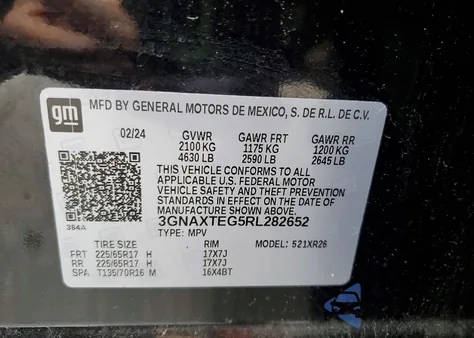 gm
MFD BY GENERAL MOTORS DE MEXICO, S. DE R.L. DE C.V.
02/24 GVWR GAWR FRT GAWR RR
2100 KG 1175 KG 1200 KG
4630 LB 2590 LB 2645 LB
THIS VEHICLE CONFORMS TO ALL
APPLICABLE U.S. FEDERAL MOTOR
VEHICLE SAFETY AND THEFT PREVENTION
STANDARDS IN EFFECT ON THE DATE OF
MANUFACTURE SHOWN ABOVE.
384A
3GNAXTEG5RL282652
TYPE: MPV
TIRE SIZE RIM MODEL: 521XR26
FRT 225/65R17 H 17X7J
RR 225/65R17 H 17X7J
SPA T135/70R16 M 16X4BT